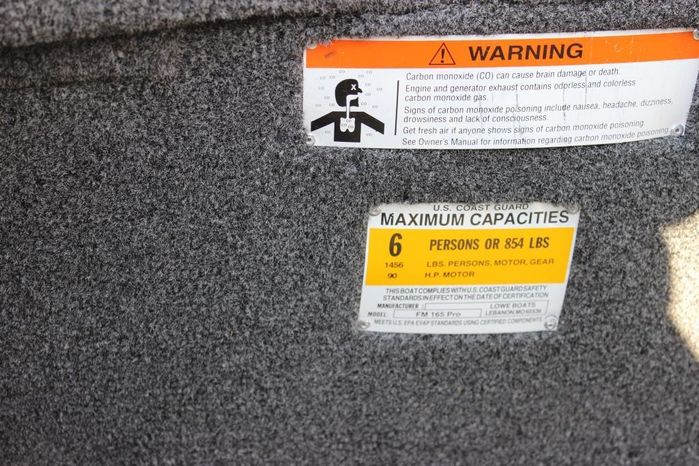 WARNING
Carbon monoxide (CO) can cause brain damage or death.
Engine and generator exhaust contains odorless and colorless
carbon monoxide gas.
Signs of carbon monoxide poisoning include nausea, headache, dizziness,
drowsiness and lack of consciousness.
Get fresh air if anyone shows signs of carbon monoxide poisoning
See Owner's Manual for information regarding carbon monoxide poisoning
U.S. COAST GUARD
MAXIMUM CAPACITIES
6 PERSONS OR 854 LBS
1456 LBS. PERSONS, MOTOR, GEAR
90 H.P. MOTOR
THIS BOAT COMPLIES WITH U.S. COAST GUARD SAFETY
STANDARDS IN EFFECT ON THE DATE OF CERTIFICATION
MANUFACTURER: LOWE BOATS
MODEL: FM 165 Pro LEBANON, MO 65536
MEETS U.S. EPA EVAP STANDARDS USING CERTIFIED COMPONENTS